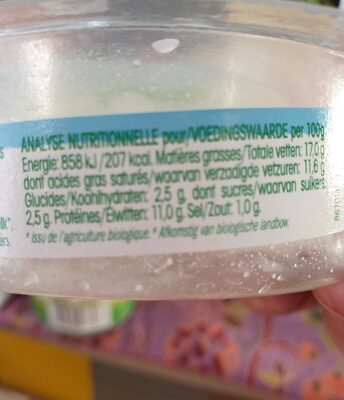 ANALYSE NUTRITIONNELLE pour/VOEDINGSWAARDE per 100g
Energie: 858 kJ / 207 kcal. Matières grasses/Totale vetten: 17,0 g
dont acides gras saturés/waarvan verzadigde vetzuren: 11,6 g
Glucides/Koolhydraten: 2,5 g, dont sucres/waarvan suikers
2,5 g. Protéines/Eiwitten: 11,0 g. Sel/Zout: 1,0 g.
* Issu de l'agriculture biologique. * Afkomstig van biologische landbouw.